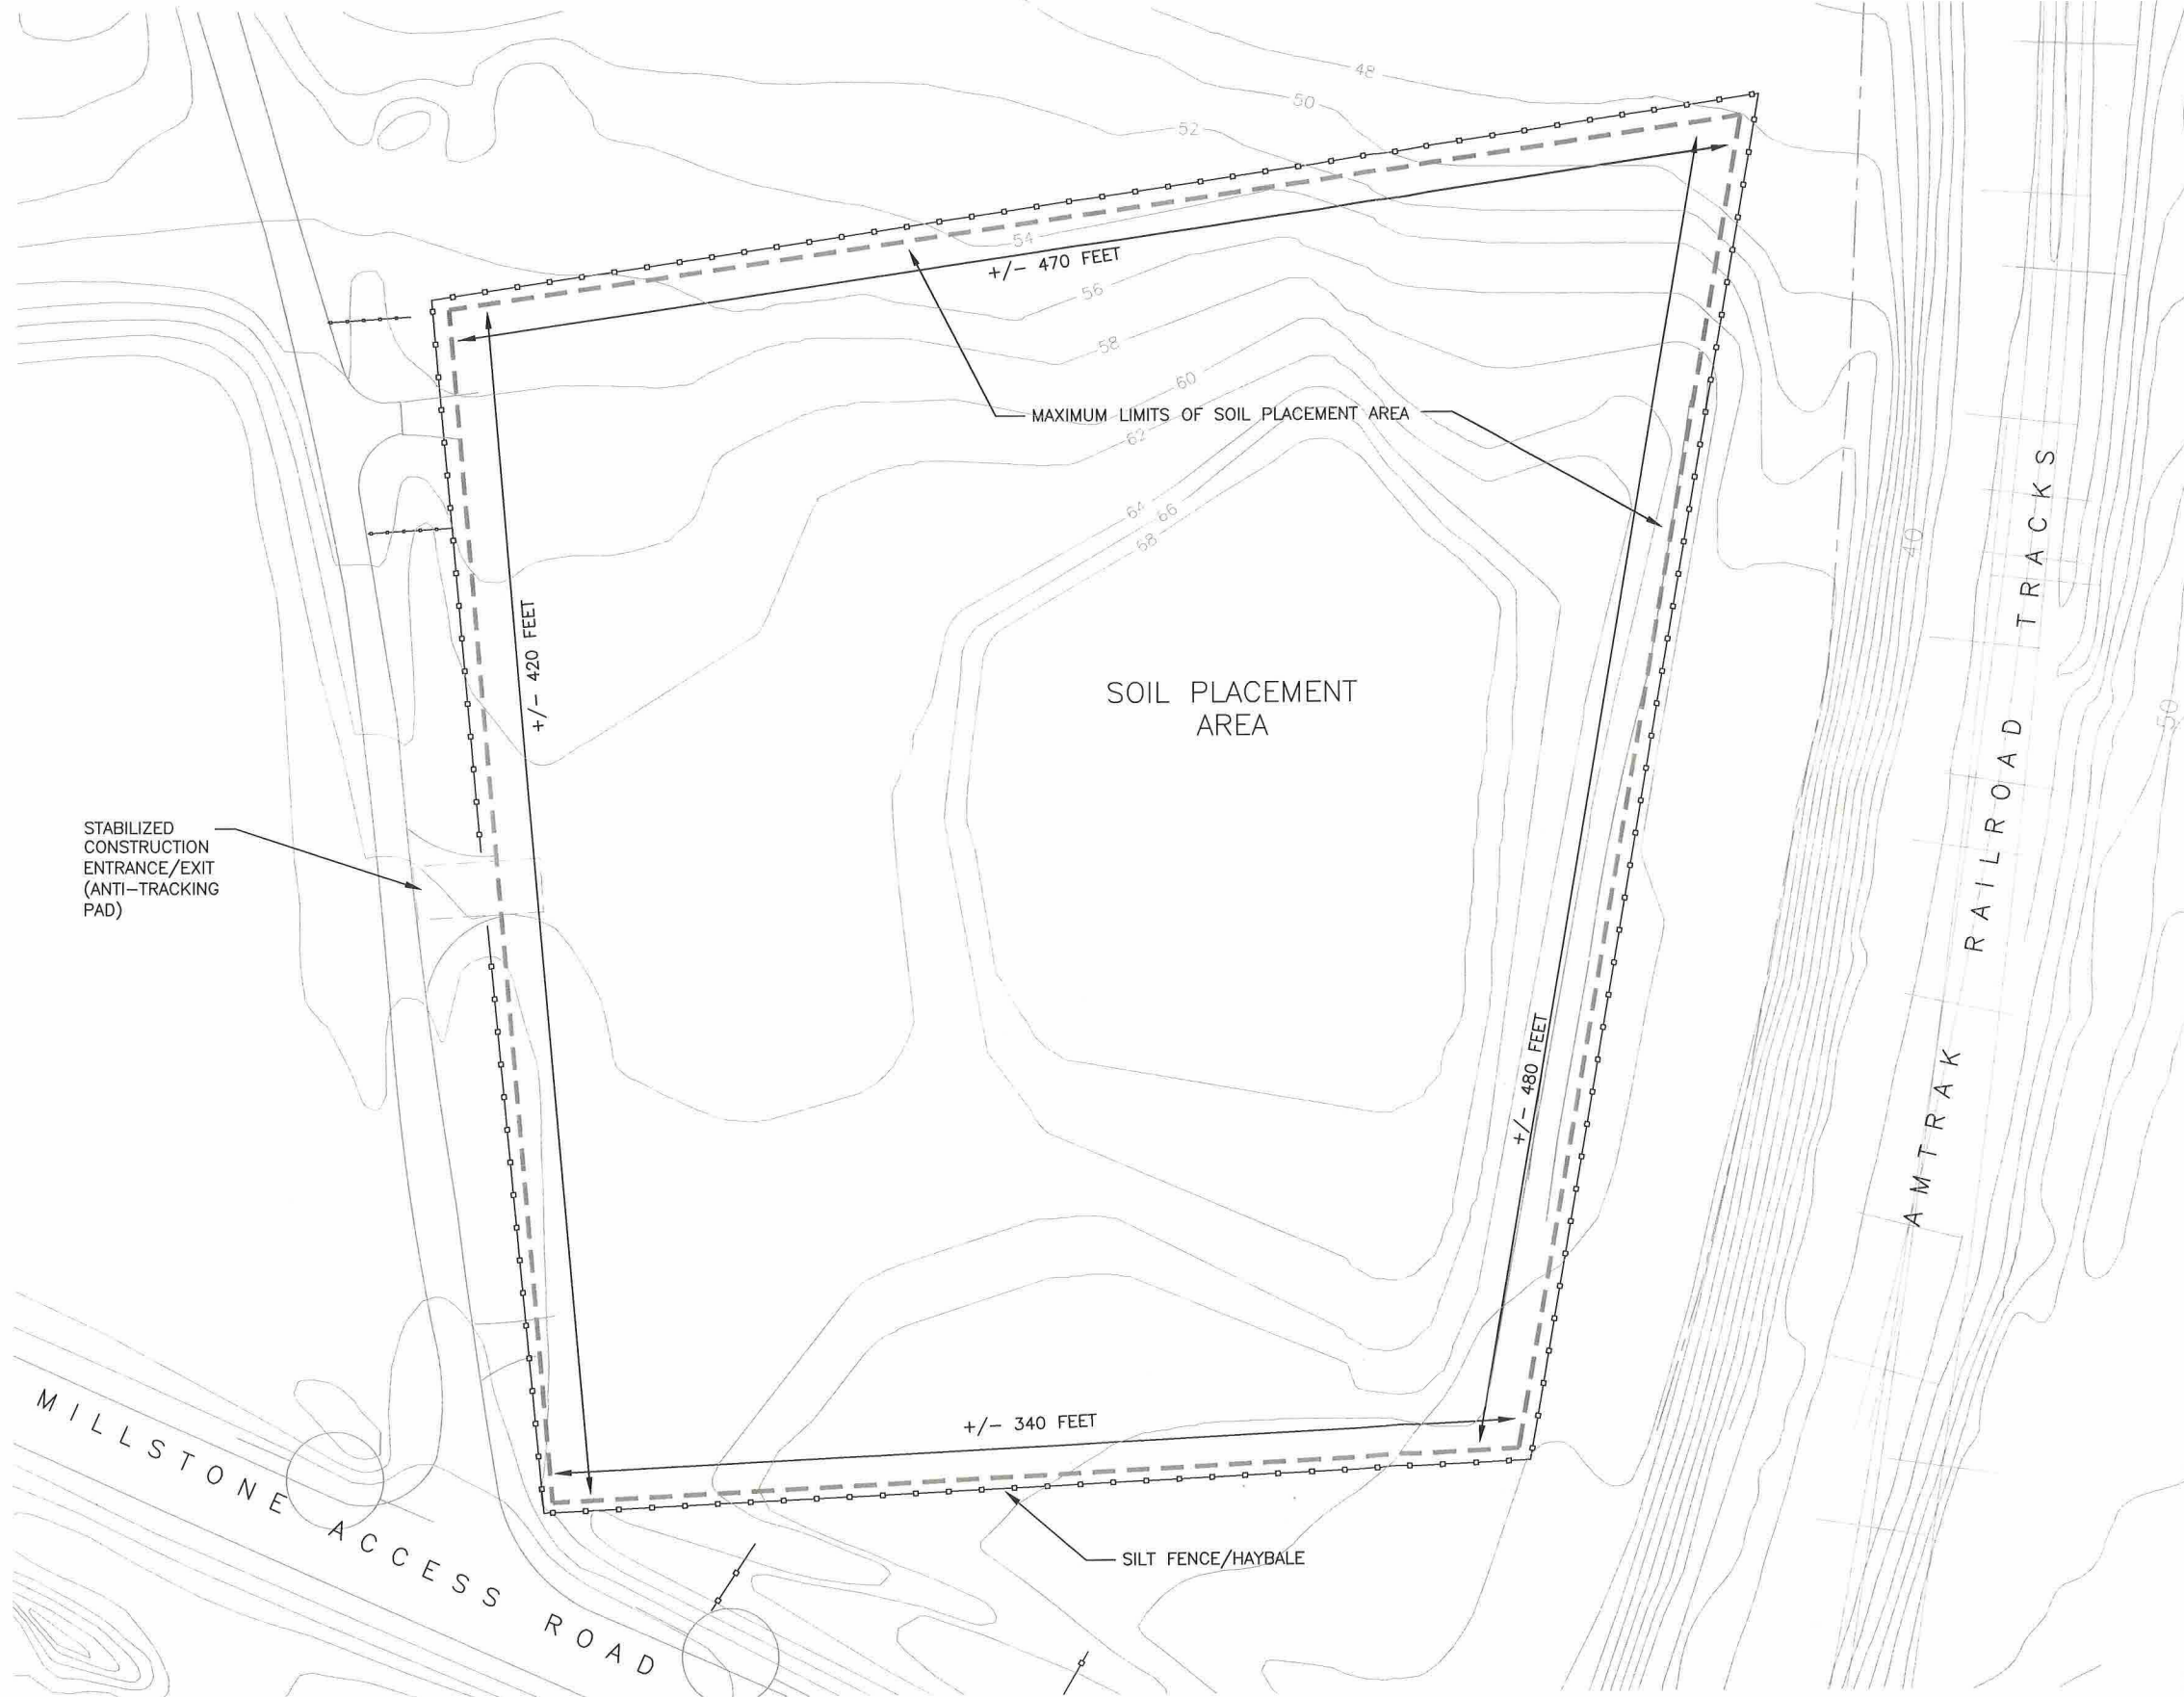 48
50
52
54
+/- 470 FEET
56
58
60
MAXIMUM LIMITS OF SOIL PLACEMENT AREA
62
64
66
68
40
50
+/- 420 FEET
SOIL PLACEMENT
AREA
STABILIZED
CONSTRUCTION
ENTRANCE/EXIT
(ANTI-TRACKING
PAD)
+/- 480 FEET
AMTRAK RAILROAD TRACKS
+/- 340 FEET
SILT FENCE/HAYBALE
MILLSTONE ACCESS ROAD